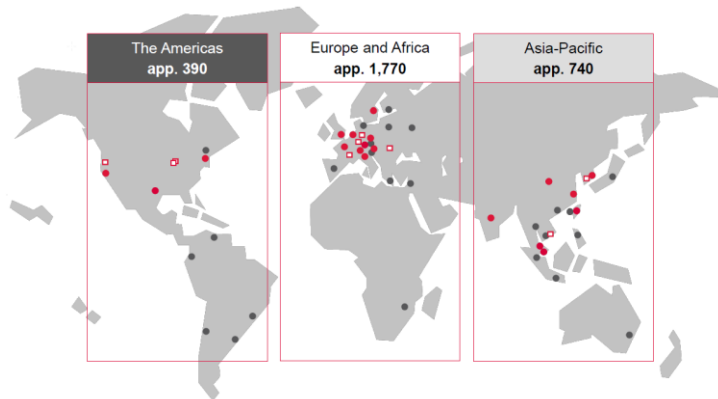 The Americas
app. 390
Europe and Africa
app. 1,770
Asia-Pacific
app. 740